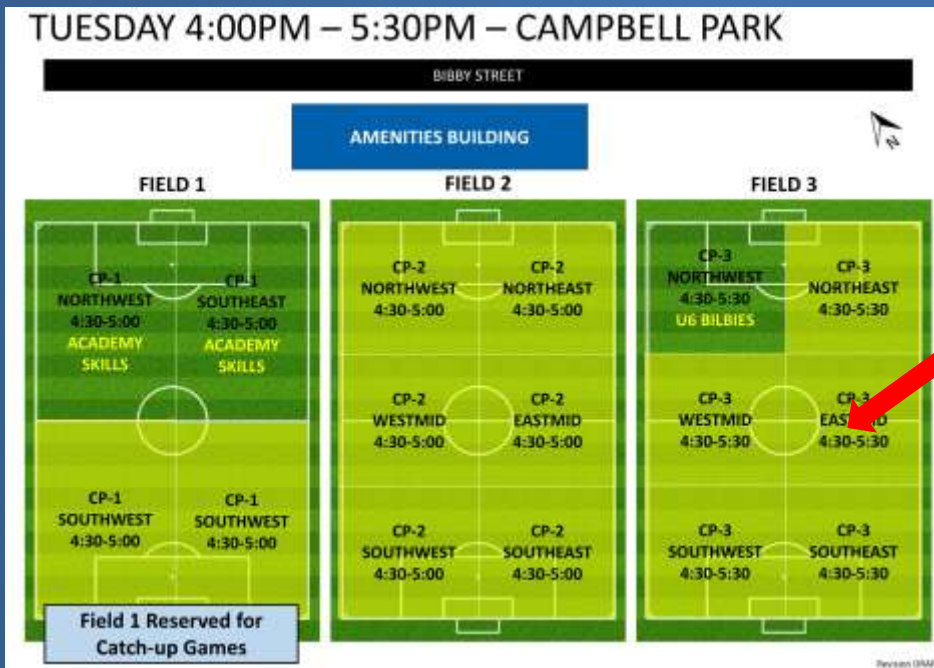 TUESDAY 4:00PM – 5:30PM – CAMPBELL PARK
BIBBY STREET
AMENITIES BUILDING
N
FIELD 1
FIELD 2
FIELD 3
CP-1
NORTHWEST
4:30-5:00
ACADEMY
SKILLS
CP-1
SOUTHEAST
4:30-5:00
ACADEMY
SKILLS
CP-1
SOUTHWEST
4:30-5:00
CP-1
SOUTHWEST
4:30-5:00
Field 1 Reserved for
Catch-up Games
CP-2
NORTHWEST
4:30-5:00
CP-2
NORTHEAST
4:30-5:00
CP-2
WESTMID
4:30-5:00
CP-2
EASTMID
4:30-5:00
CP-2
SOUTHWEST
4:30-5:00
CP-2
SOUTHEAST
4:30-5:00
CP-3
NORTHWEST
4:30-5:30
U6 BILBIES
CP-3
NORTHEAST
4:30-5:30
CP-3
WESTMID
4:30-5:30
CP-3
EASTMID
4:30-5:30
CP-3
SOUTHWEST
4:30-5:30
CP-3
SOUTHEAST
4:30-5:30
Revision